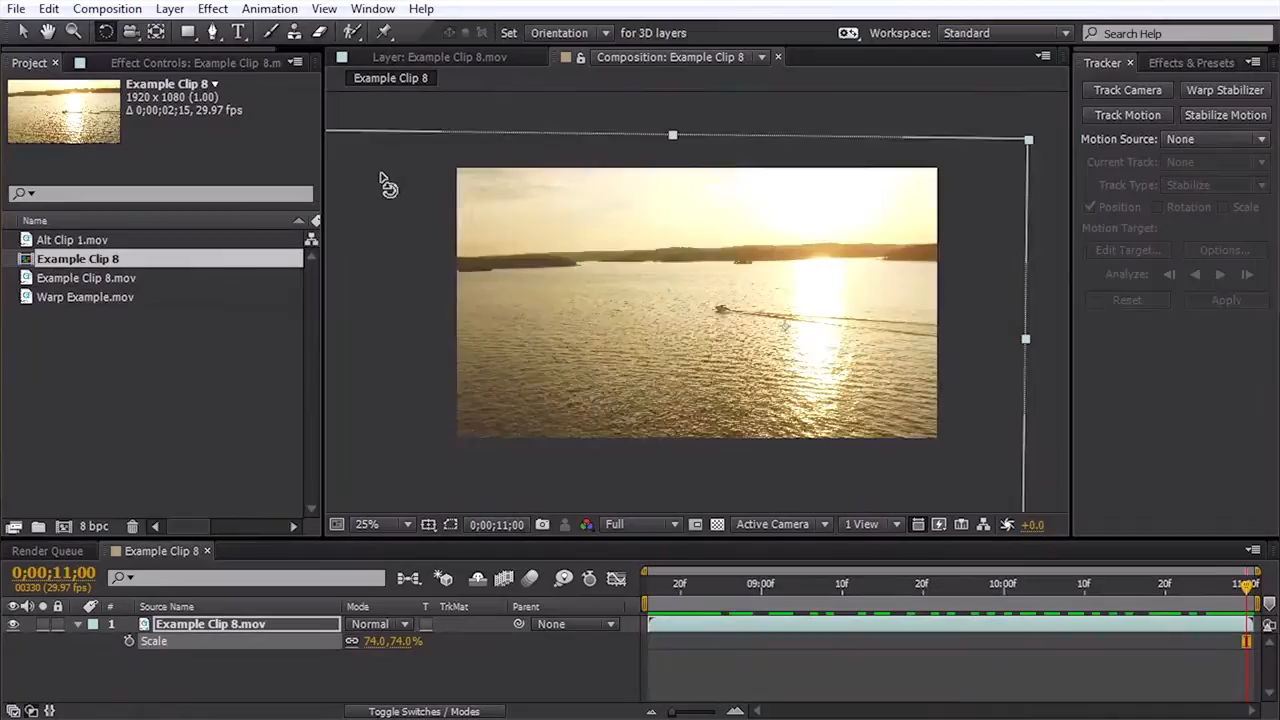 File Edit Composition Layer Effect Animation View Window Help
Set Orientation for 3D layers Workspace: Standard Search Help
Project Effect Controls: Example Clip 8.m
Layer: Example Clip 8.mov Composition: Example Clip 8
Tracker Effects & Presets
Example Clip 8
Example Clip 8
1920 x 1080 (1.00)
Δ 0;00;02;15, 29.97 fps
Track Camera Warp Stabilizer
Track Motion Stabilize Motion
Motion Source: None
Current Track: None
Track Type: Stabilize
Position Rotation Scale
Motion Target:
Edit Target... Options...
Analyze:
Reset Apply
Name
Alt Clip 1.mov
Example Clip 8
Example Clip 8.mov
Warp Example.mov
8 bpc
25% 0;00;11;00 Full Active Camera 1 View +0.0
Render Queue Example Clip 8
0;00;11;00
00330 (29.97 fps)
20f 09:00f 10f 20f 10:00f 10f 20f
# Source Name Mode T TrkMat Parent
1 Example Clip 8.mov Normal None
Scale 74.0,74.0%
Toggle Switches / Modes